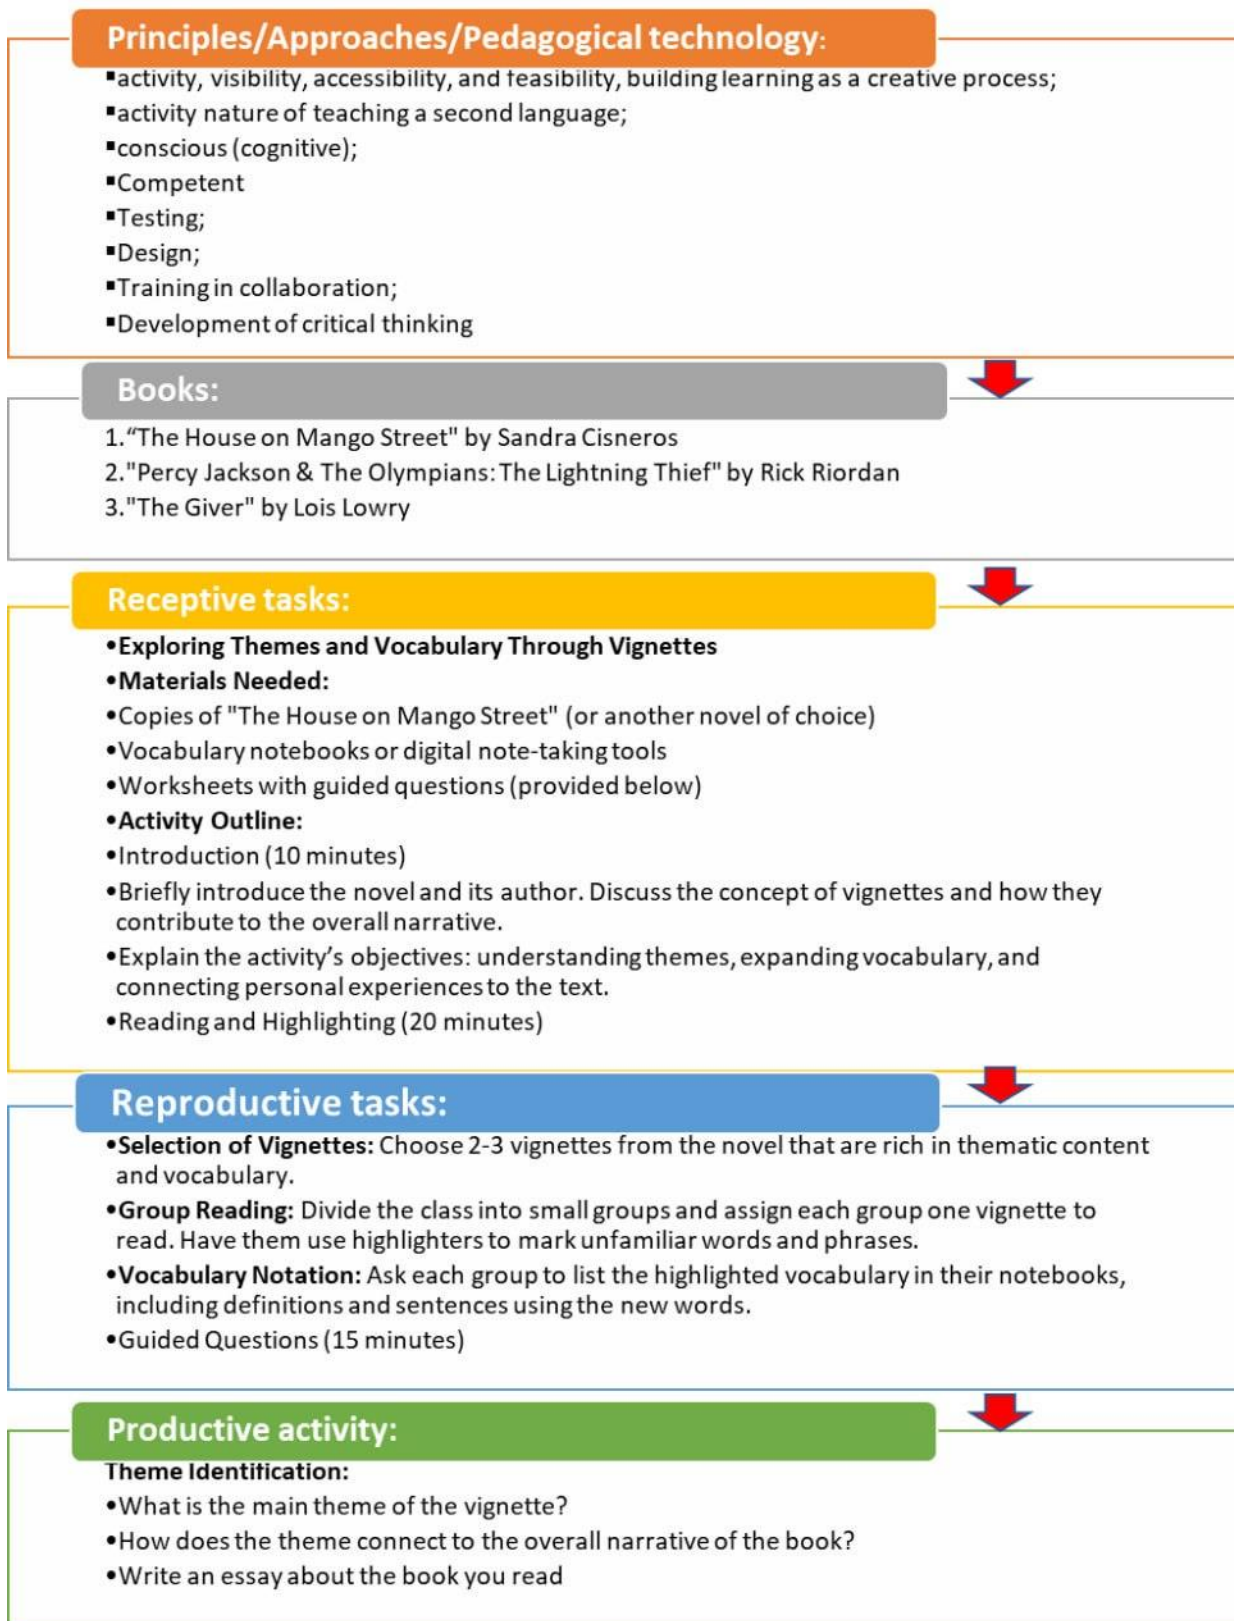 Principles/Approaches/Pedagogical technology:
▪activity, visibility, accessibility, and feasibility, building learning as a creative process;
▪activity nature of teaching a second language;
▪conscious (cognitive);
▪Competent
▪Testing;
▪Design;
▪Training in collaboration;
▪Development of critical thinking
Books:
1.“The House on Mango Street" by Sandra Cisneros
2."Percy Jackson & The Olympians: The Lightning Thief" by Rick Riordan
3."The Giver" by Lois Lowry
Receptive tasks:
•Exploring Themes and Vocabulary Through Vignettes
•Materials Needed:
•Copies of "The House on Mango Street" (or another novel of choice)
•Vocabulary notebooks or digital note-taking tools
•Worksheets with guided questions (provided below)
•Activity Outline:
•Introduction (10 minutes)
•Briefly introduce the novel and its author. Discuss the concept of vignettes and how they
contribute to the overall narrative.
•Explain the activity’s objectives: understanding themes, expanding vocabulary, and
connecting personal experiences to the text.
•Reading and Highlighting (20 minutes)
Reproductive tasks:
•Selection of Vignettes: Choose 2-3 vignettes from the novel that are rich in thematic content
and vocabulary.
•Group Reading: Divide the class into small groups and assign each group one vignette to
read. Have them use highlighters to mark unfamiliar words and phrases.
•Vocabulary Notation: Ask each group to list the highlighted vocabulary in their notebooks,
including definitions and sentences using the new words.
•Guided Questions (15 minutes)
Productive activity:
Theme Identification:
•What is the main theme of the vignette?
•How does the theme connect to the overall narrative of the book?
•Write an essay about the book you read